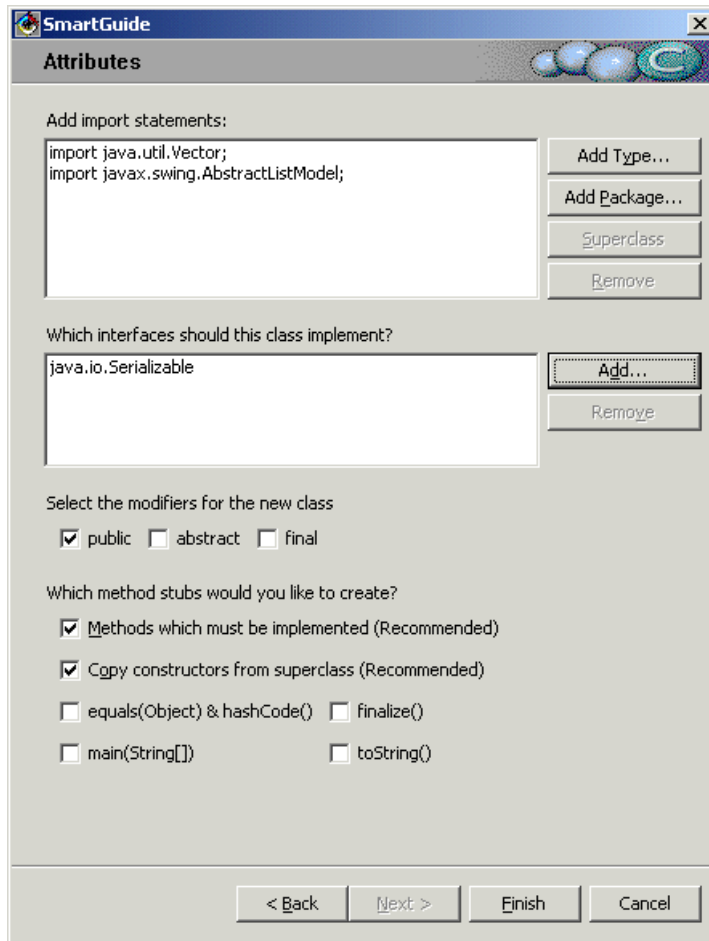 SmartGuide
Attributes
Add import statements:
import java.util.Vector;
import javax.swing.AbstractListModel;
Add Type...
Add Package...
Superclass
Remove
Which interfaces should this class implement?
java.io.Serializable
Add...
Remove
Select the modifiers for the new class
public abstract final
Which method stubs would you like to create?
Methods which must be implemented (Recommended)
Copy constructors from superclass (Recommended)
equals(Object) & hashCode() finalize()
main(String[]) toString()
< Back Next > Finish Cancel